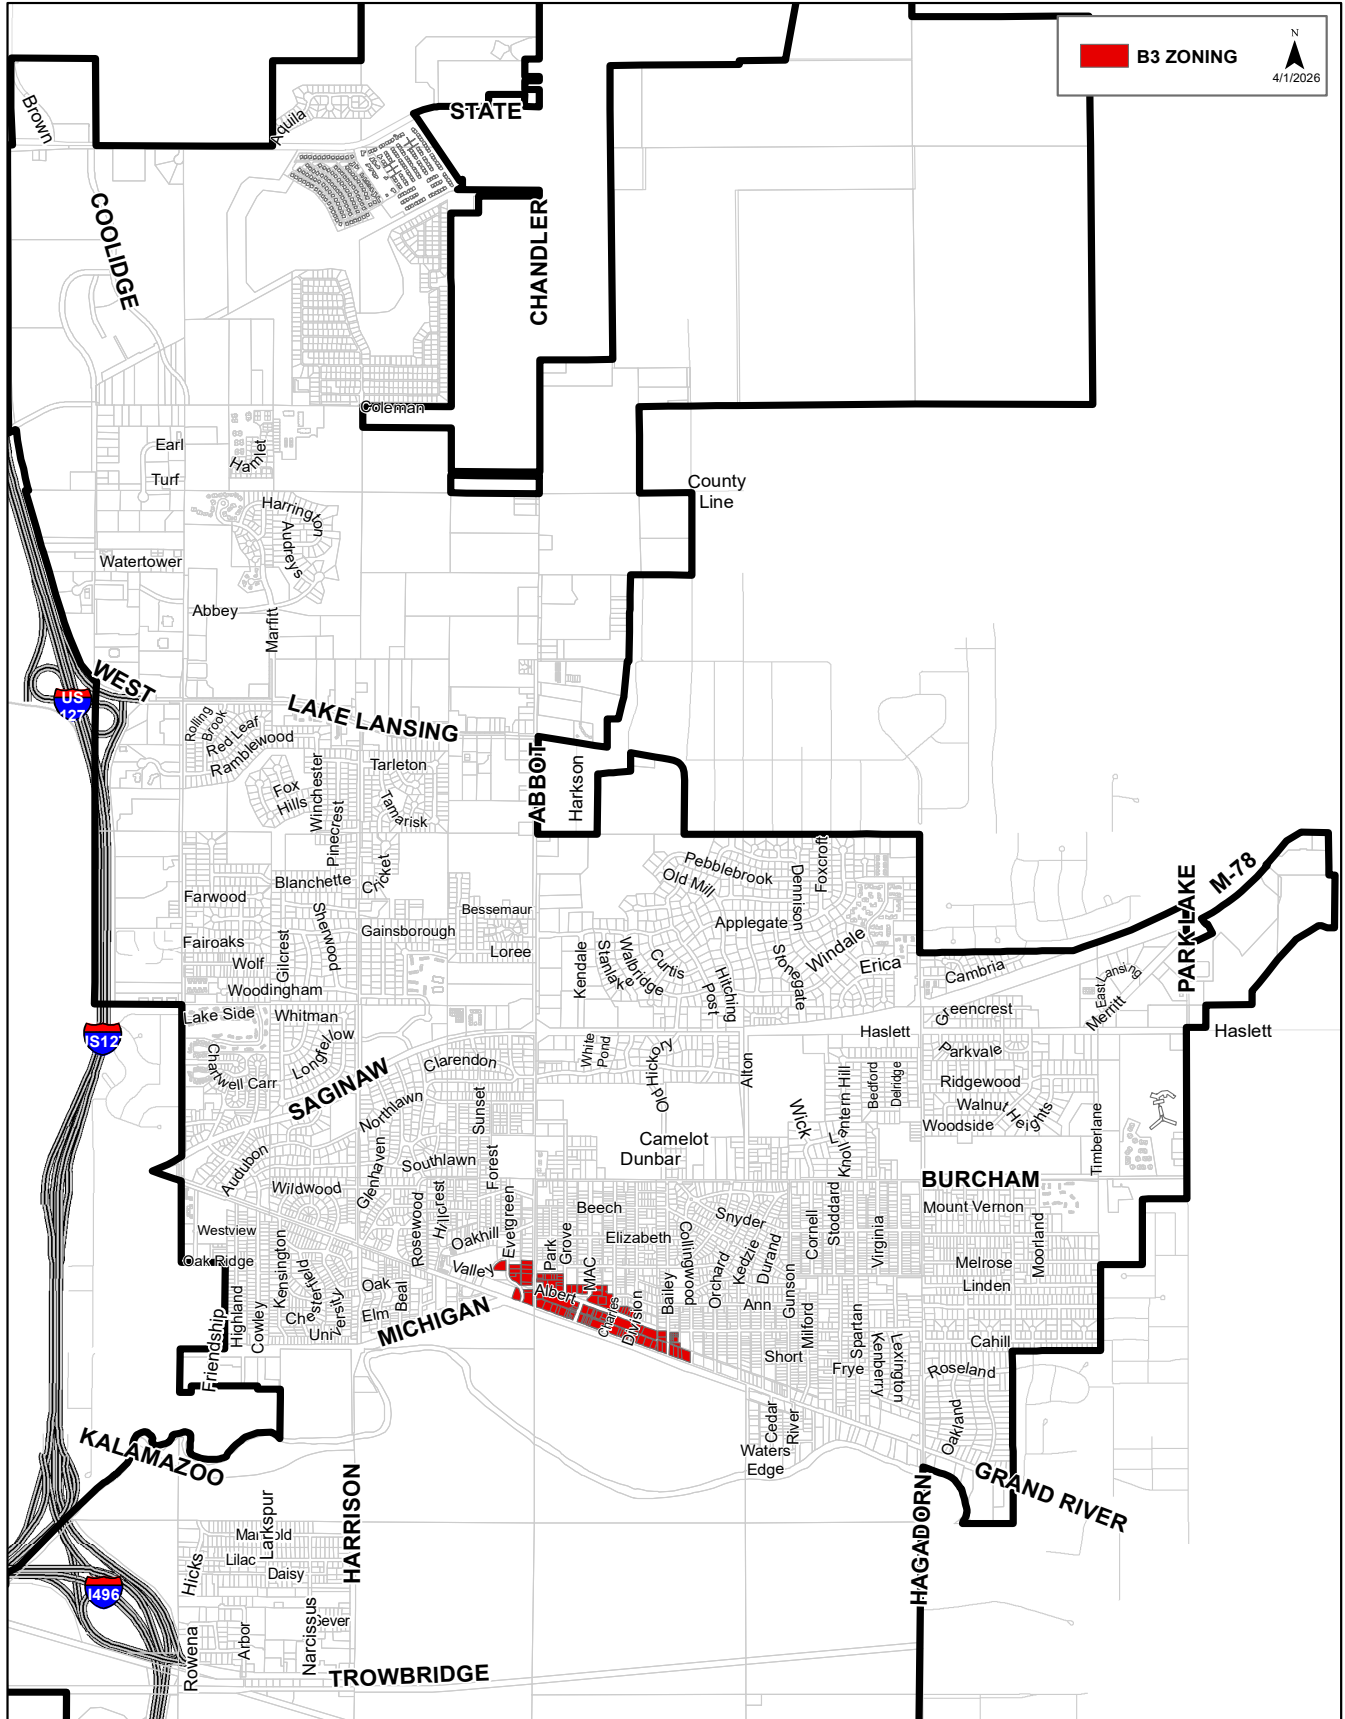 B3 ZONING
N
4/1/2026
STATE
Brown
Aquila
COOLIDGE
CHANDLER
Coleman
Earl
Hamlet
Turf
County
Line
Harrington
Audreys
Watertower
Abbey
Marfitt
WEST
US
127
LAKE LANSING
Rolling
Brook
Red Leaf
Ramblewood
ABBOT
Harkson
Tarleton
Fox
Hills
Winchester
Tamarisk
Pinecrest
Pebblebrook
Old Mill
Dennison
Foxcroft
M-78
PARK LAKE
Blanchette
Cricket
Farwood
Bessemaur
Sherwood
Applegate
Gainsborough
Fairoaks
Gilcrest
Loree
Wolf
Kendale
Stanlake
Walbridge
Curtis
Hitching
Post
Stonegate
Windale
Erica
Cambria
East Lansing
Merritt
Woodingham
Greencrest
Lake Side
Whitman
Haslett
Haslett
US127
Longfellow
Chartwell Carr
SAGINAW
Clarendon
White
Pond
Old Hickory
Alton
Parkvale
Ridgewood
Bedford
Delridge
Lantern Hill
Walnut Heights
Northlawn
Sunset
Wick
Knoll
Woodside
Timberlane
Camelot
Dunbar
Audubon
Glenhaven
Southlawn
Forest
BURCHAM
Wildwood
Hillcrest
Rosewood
Evergreen
Beech
Mount Vernon
Westview
Oakhill
Park
Grove
Elizabeth
Collingwood
Snyder
Kedzie
Durand
Cornell
Stoddard
Virginia
Moorland
Oak Ridge
Kensington
Valley
MAC
Bailey
Orchard
Melrose
Linden
Chesterfield
Oak
Beal
Albert
Charles
Division
Ann
Gunson
Milford
Highland
Cowley
University
Elm
MICHIGAN
Spartan
Kenberry
Lexington
Cahill
Friendship
Short
Frye
Roseland
Cedar
River
Oakland
KALAMAZOO
Waters
Edge
GRAND RIVER
HARRISON
HAGADORN
Larkspur
Hicks
Lilac
Daisy
I496
Narcissus
Arbor
Rowena
TROWBRIDGE